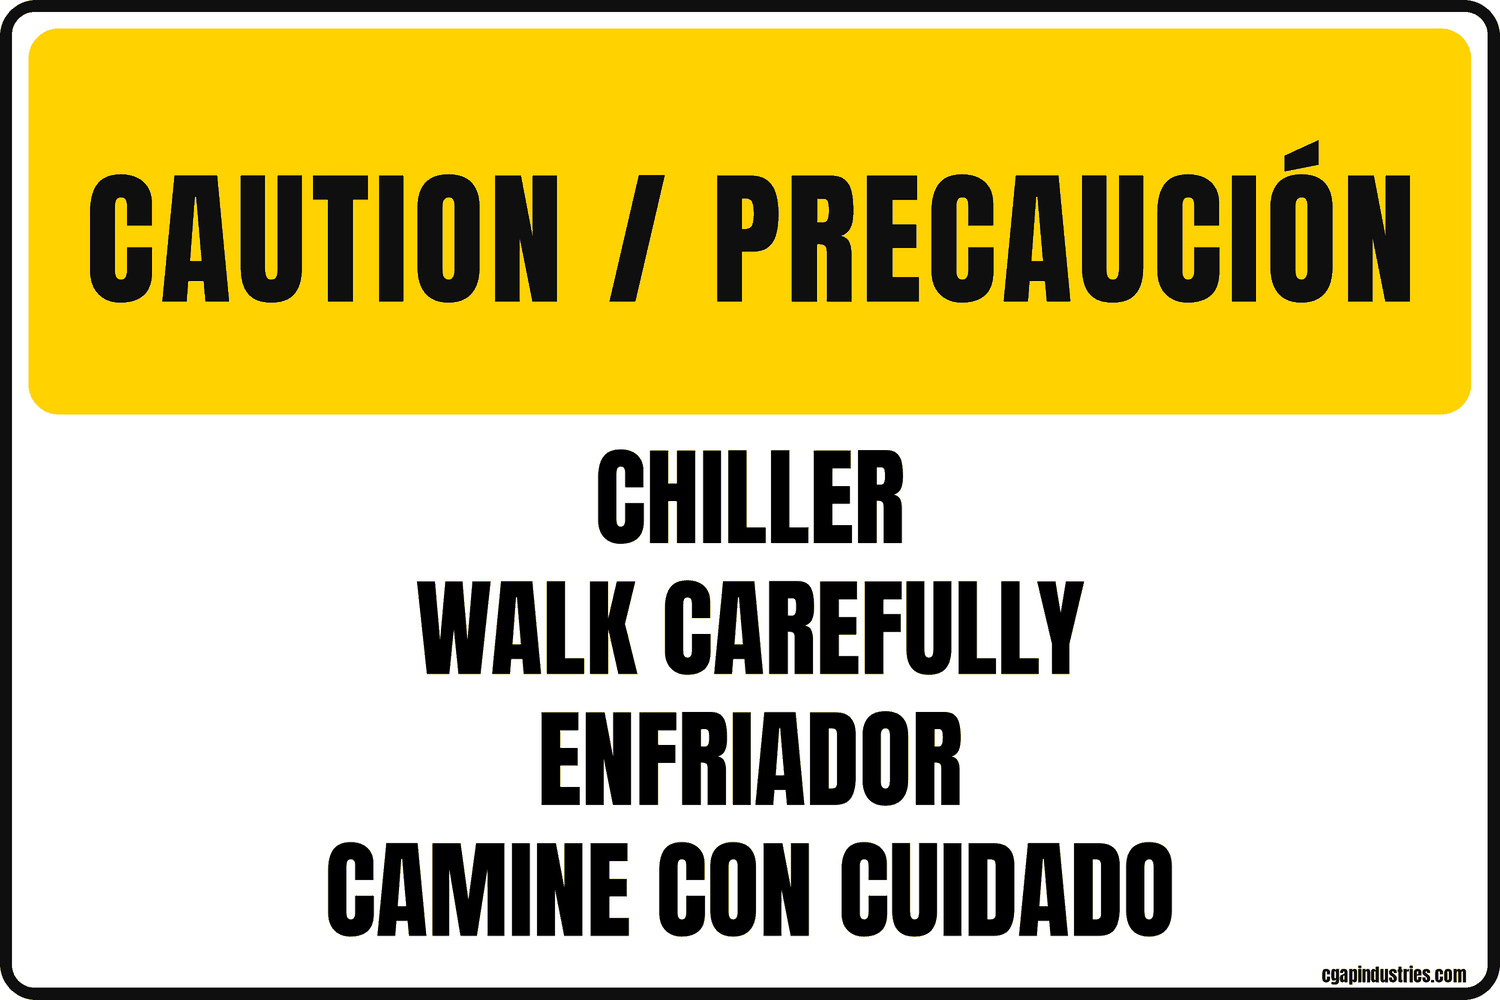 CAUTION / PRECAUCIÓN
CHILLER
WALK CAREFULLY
ENFRIADOR
CAMINE CON CUIDADO
cgapindustries.com